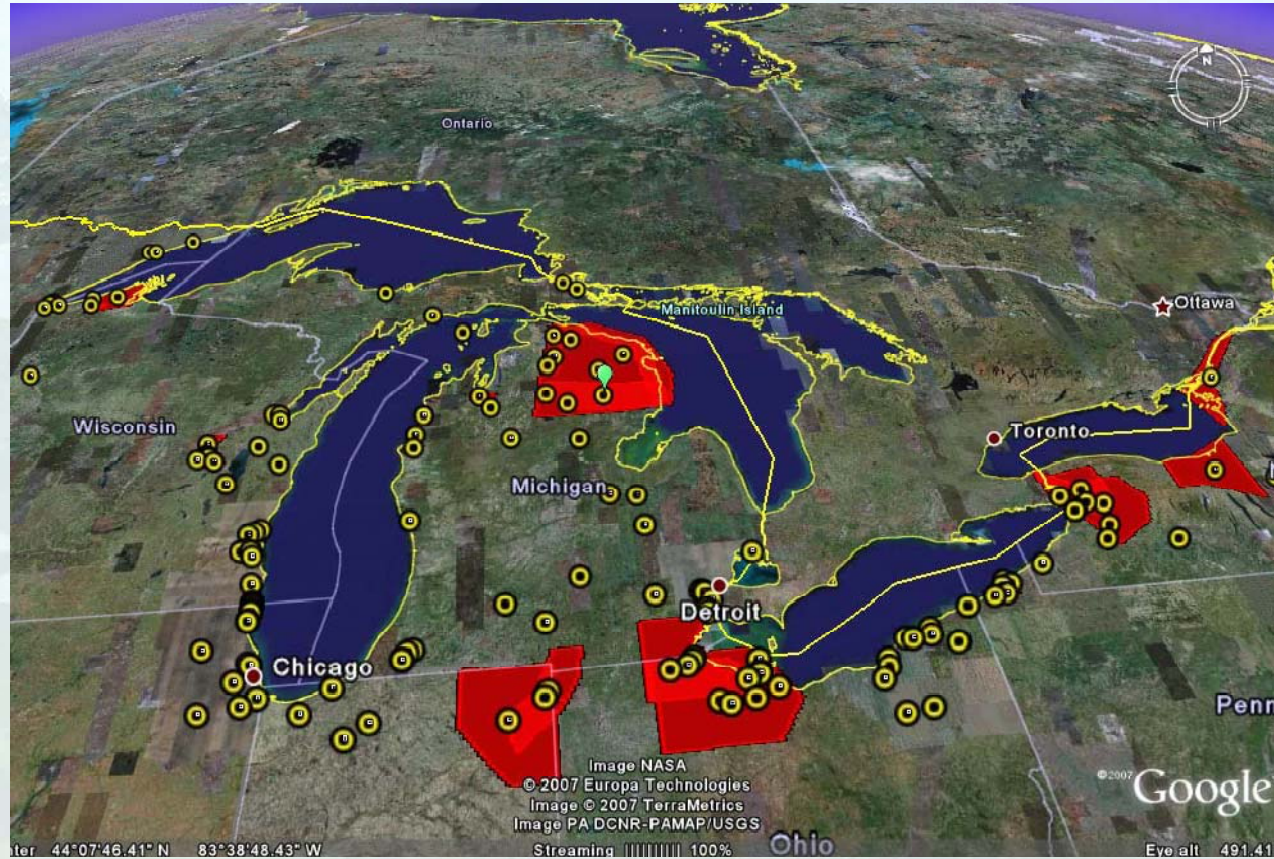 N
Ontario
Manitoulin Island
Ottawa
Wisconsin
Toronto
Michigan
Detroit
Chicago
Penn
Image NASA
© 2007 Europa Technologies
Image © 2007 TerraMetrics
Image PA DCNR-PAMAP/USGS
©2007 Google
Ohio
44°07'46.41" N 83°38'48.43" W
Streaming |||||||||| 100%
Eye alt 491.41